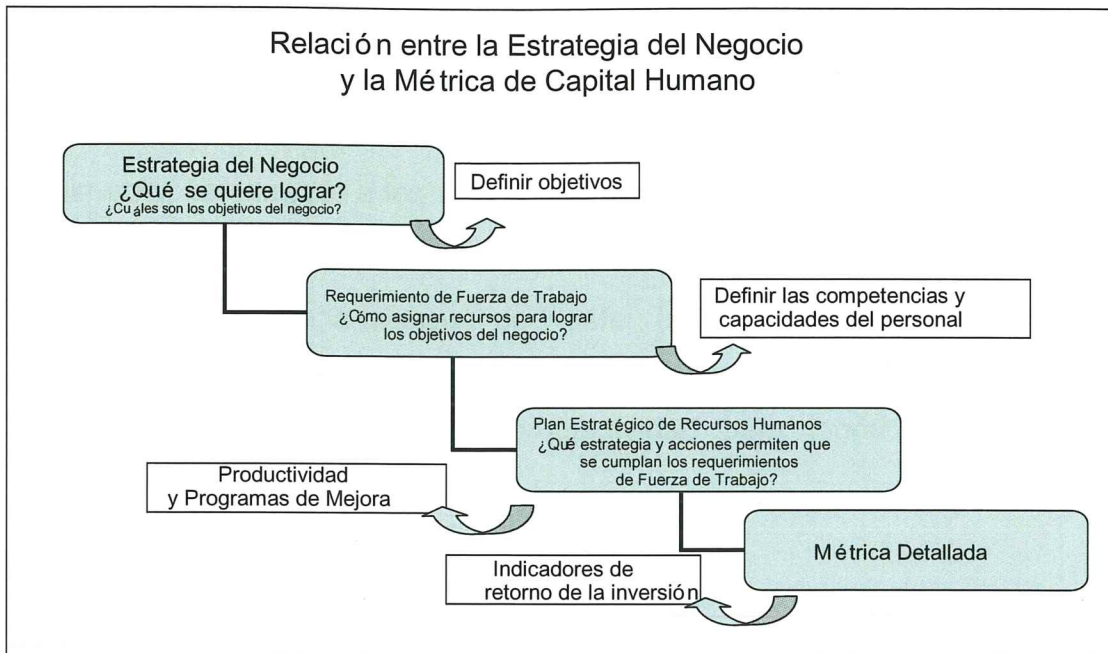 Relación entre la Estrategia del Negocio
y la Métrica de Capital Humano
Estrategia del Negocio
¿Qué se quiere lograr?
¿Cuáles son los objetivos del negocio?
Definir objetivos
Requerimiento de Fuerza de Trabajo
¿Cómo asignar recursos para lograr
los objetivos del negocio?
Definir las competencias y
capacidades del personal
Plan Estratégico de Recursos Humanos
¿Qué estrategia y acciones permiten que
se cumplan los requerimientos
de Fuerza de Trabajo?
Productividad
y Programas de Mejora
Métrica Detallada
Indicadores de
retorno de la inversión